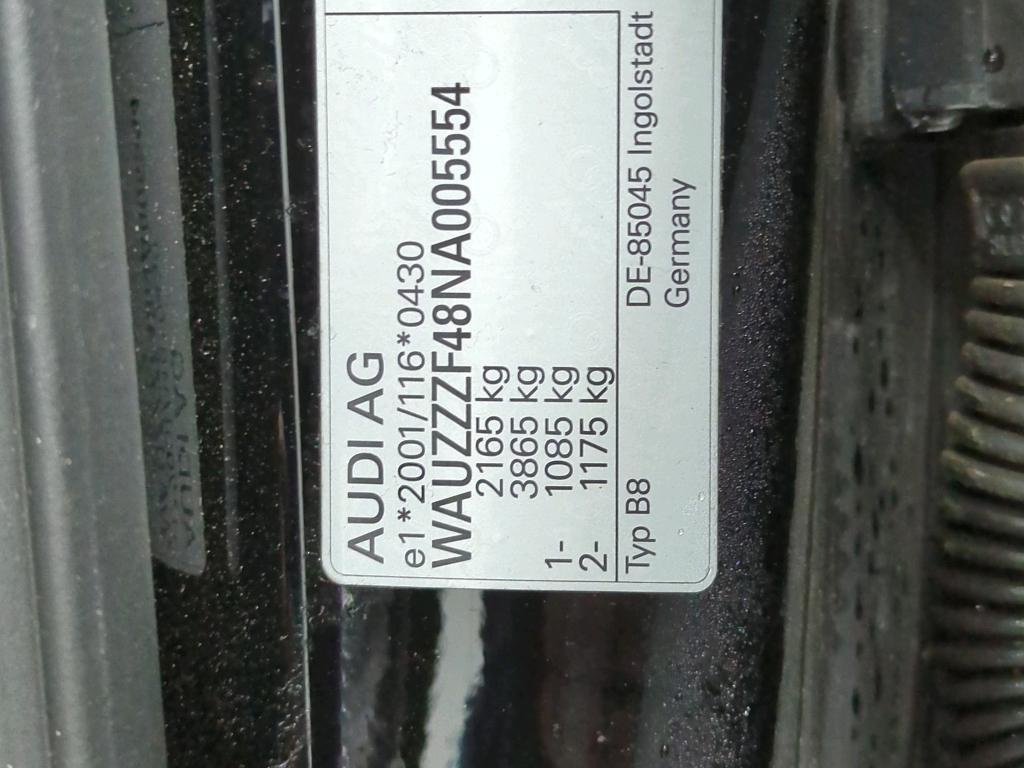 AUDI AG
e1*2001/116*0430
WAUZZZF48NA005554
2165 kg
3865 kg
1- 1085 kg
2- 1175 kg
Typ B8
DE-85045 Ingolstadt
Germany